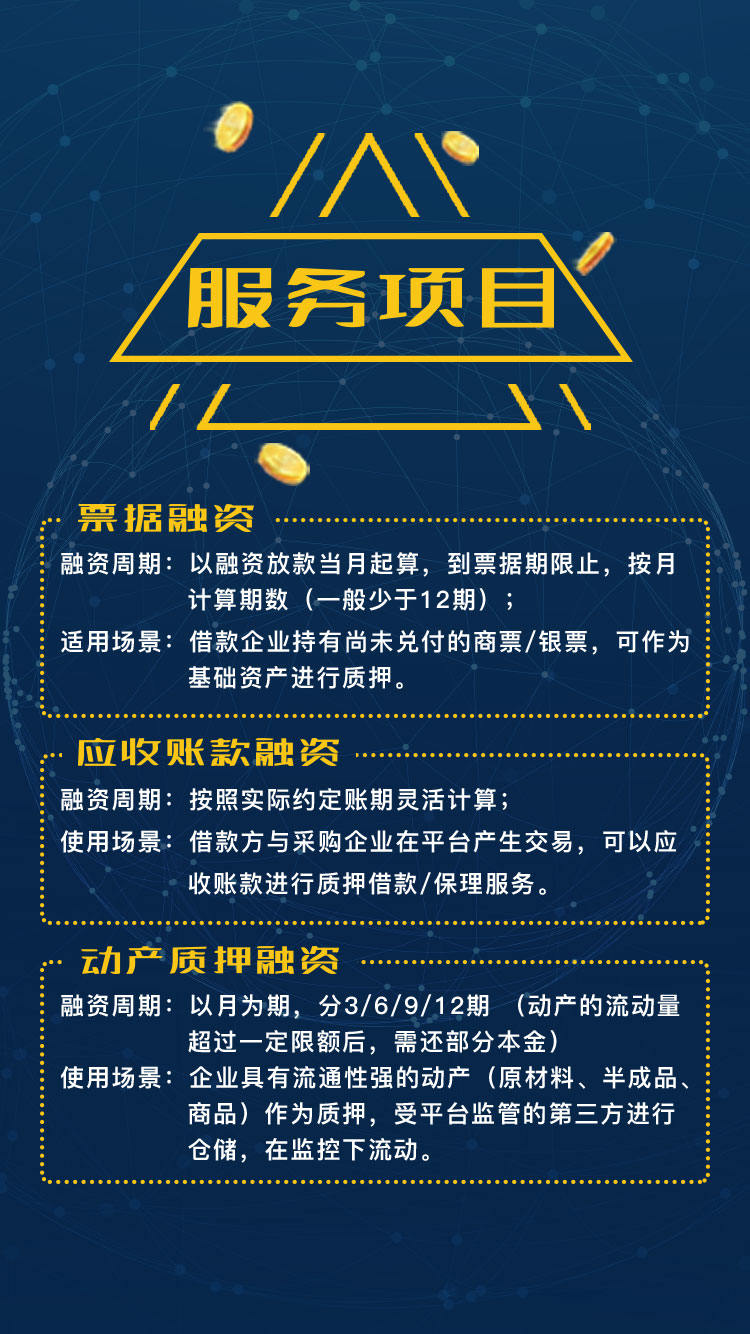 服务项目
票据融资
融资周期：以融资放款当月起算，到票据期限止，按月
计算期数（一般少于12期）；
适用场景：借款企业持有尚未兑付的商票/银票，可作为
基础资产进行质押。
应收账款融资
融资周期：按照实际约定账期灵活计算；
使用场景：借款方与采购企业在平台产生交易，可以应
收账款进行质押借款/保理服务。
动产质押融资
融资周期：以月为期，分3/6/9/12期 （动产的流动量
超过一定限额后，需还部分本金）
使用场景：企业具有流通性强的动产（原材料、半成品、
商品）作为质押，受平台监管的第三方进行
仓储，在监控下流动。